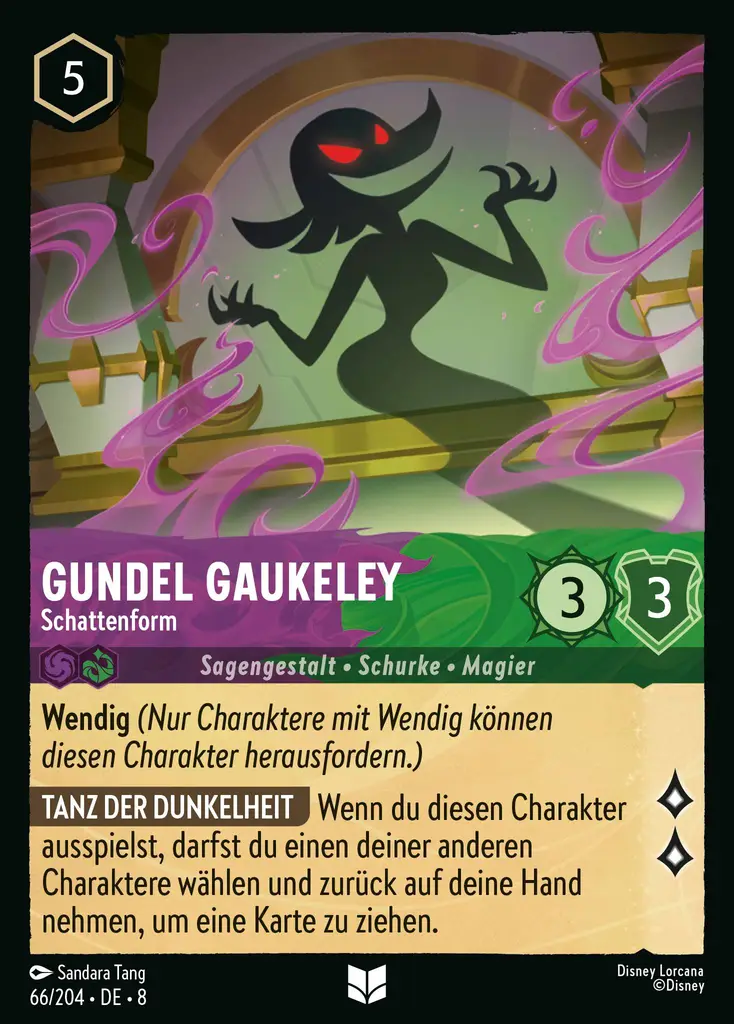 5
GUNDEL GAUKELEY
Schattenform
3
3
Sagengestalt • Schurke • Magier
Wendig (Nur Charaktere mit Wendig können
diesen Charakter herausfordern.)
TANZ DER DUNKELHEIT Wenn du diesen Charakter
ausspielst, darfst du einen deiner anderen
Charaktere wählen und zurück auf deine Hand
nehmen, um eine Karte zu ziehen.
Sandara Tang
66/204 • DE • 8
Disney Lorcana
©Disney